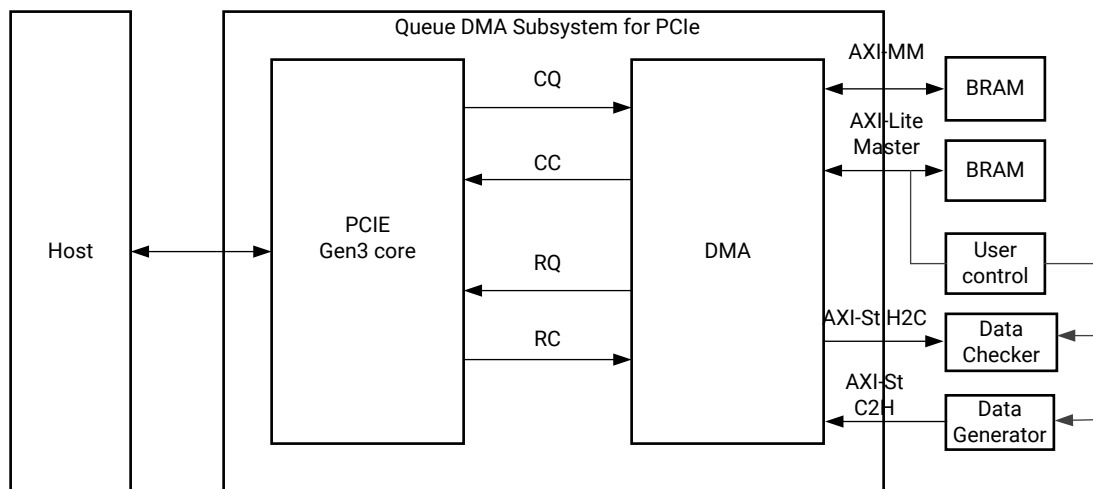 Queue DMA Subsystem for PCIe
Host
PCIE
Gen3 core
CQ
CC
RQ
RC
DMA
AXI-MM
AXI-Lite
Master
AXI-St H2C
AXI-St
C2H
BRAM
BRAM
User
control
Data
Checker
Data
Generator